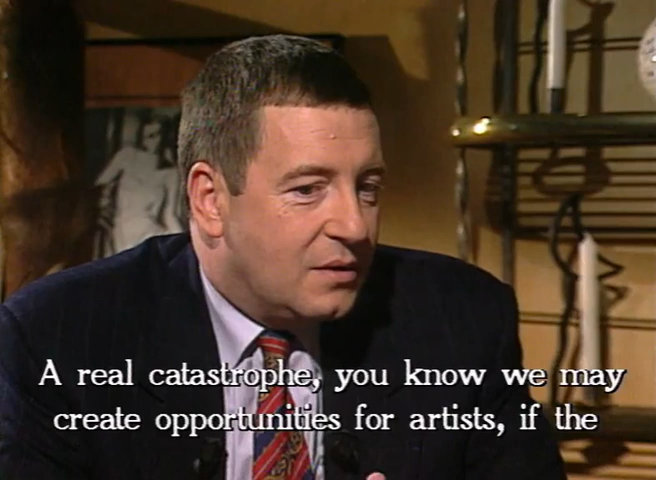 A real catastrophe, you know we may
create opportunities for artists, if the